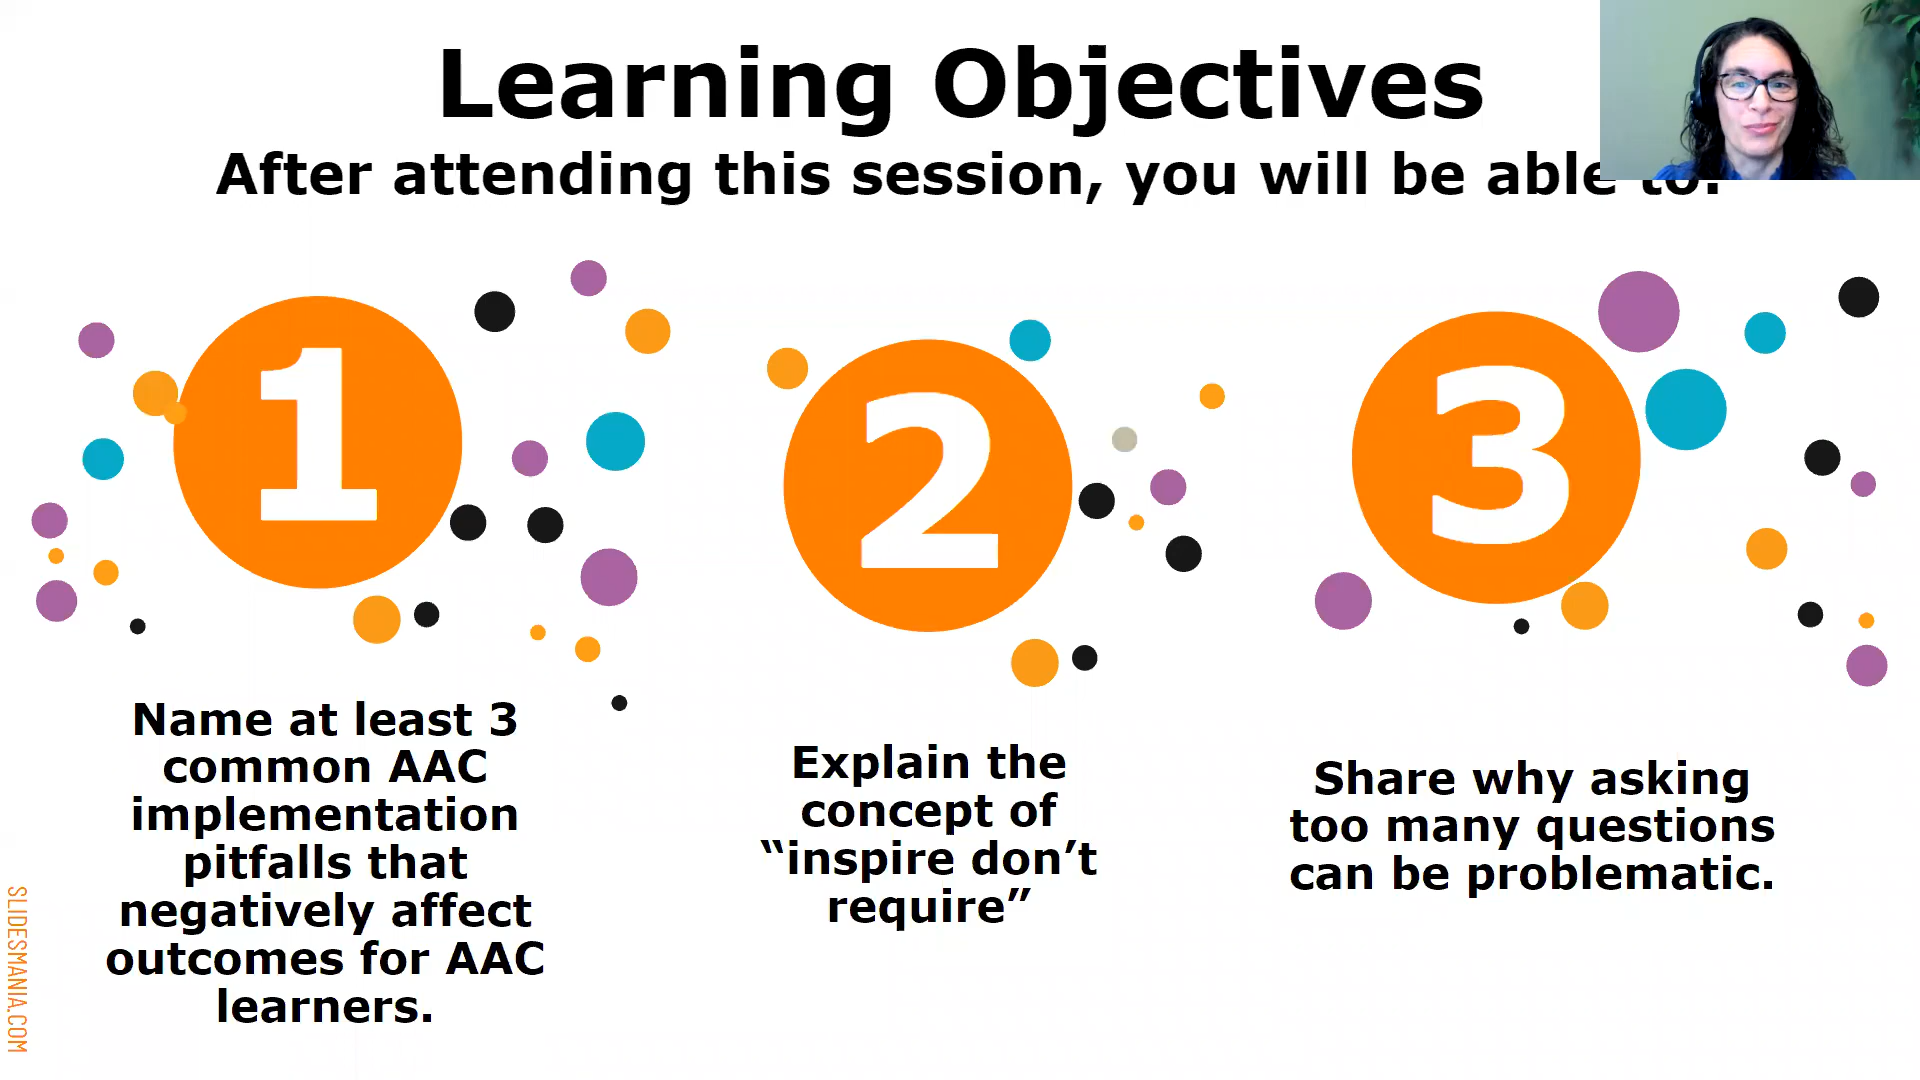 Learning Objectives
After attending this session, you will be able to:
1
2
3
Name at least 3
common AAC
implementation
pitfalls that
negatively affect
outcomes for AAC
learners.
Explain the
concept of
“inspire don’t
require”
Share why asking
too many questions
can be problematic.
SLIDESMANIA.COM